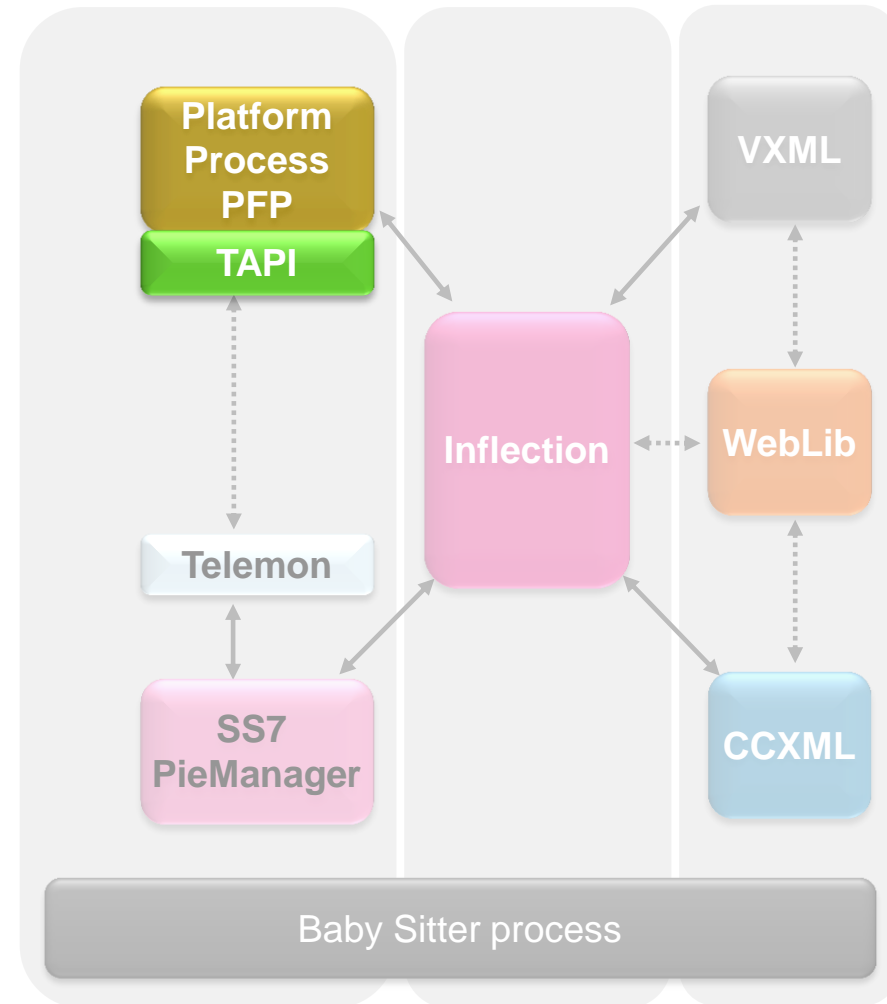 Platform
Process
PFP
TAPI
VXML
Inflection
WebLib
Telemon
SS7
PieManager
CCXML
Baby Sitter process